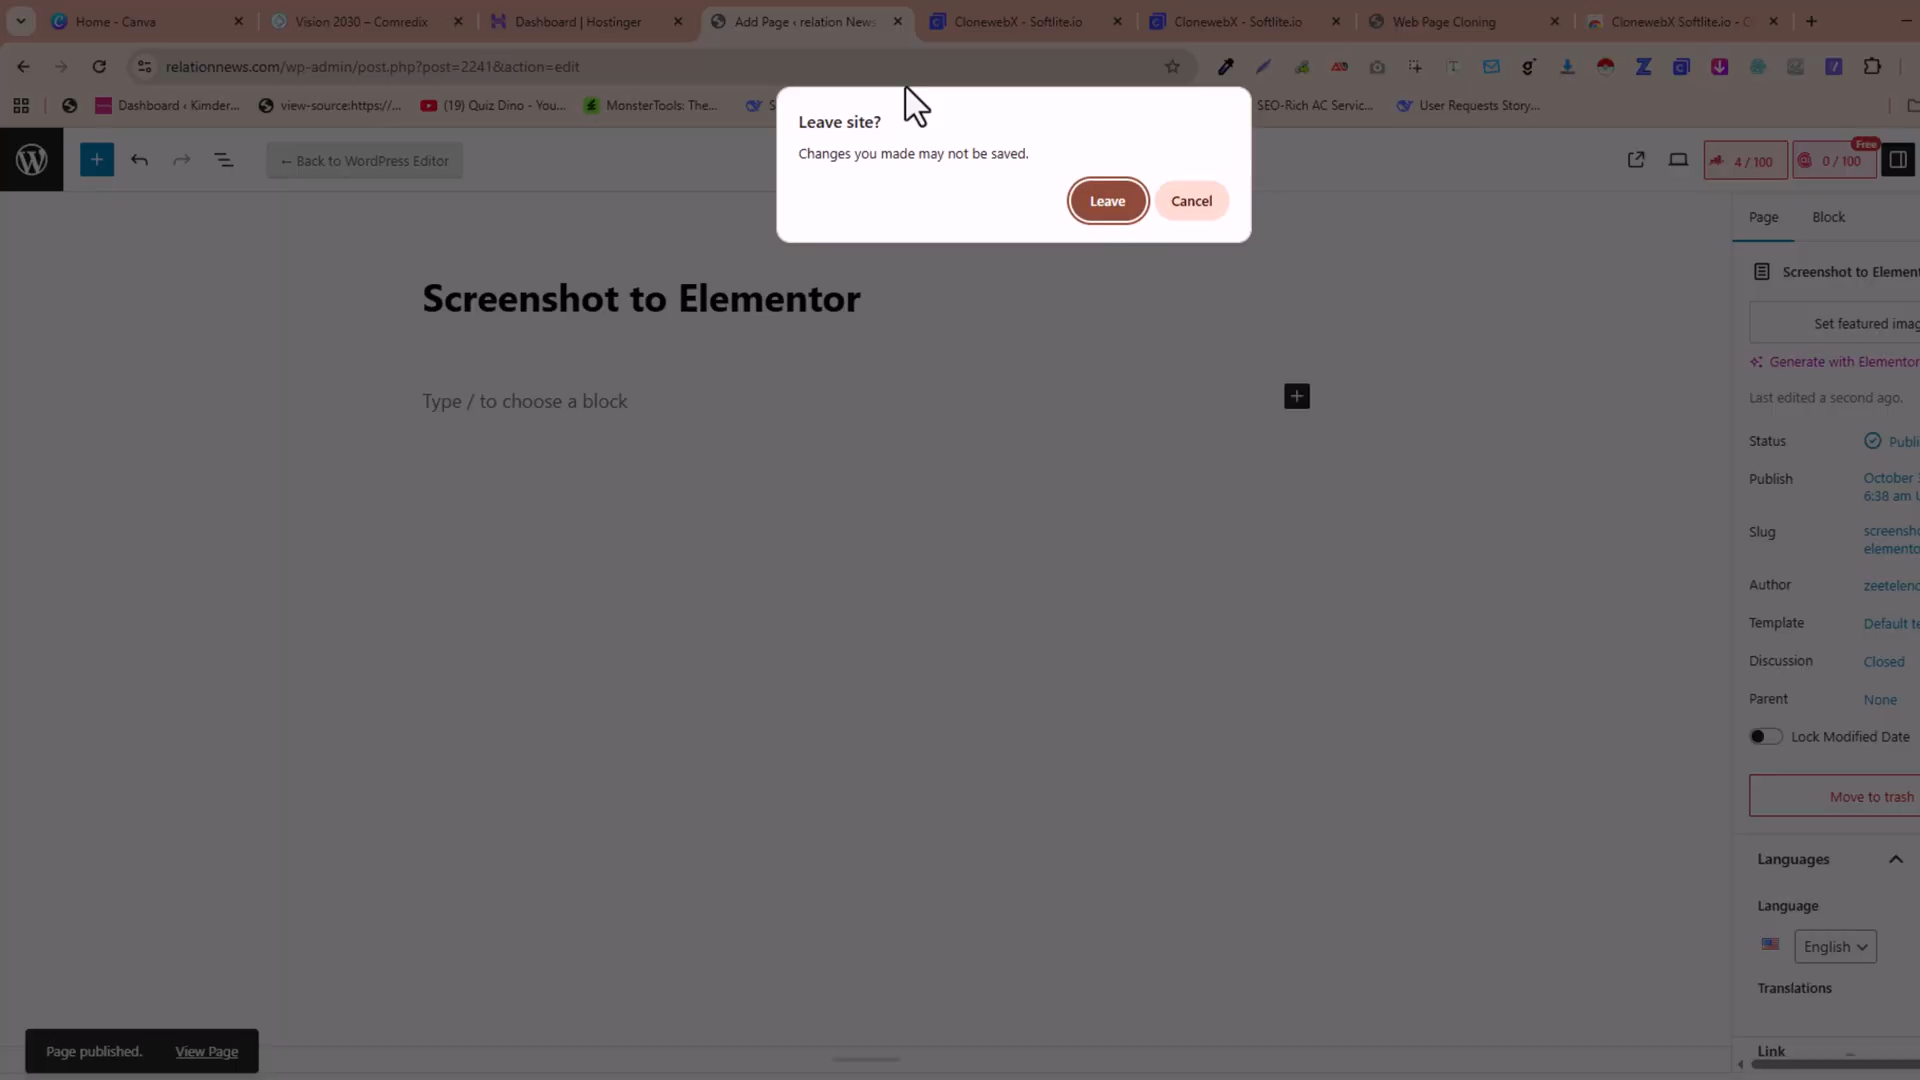 Home - Canva
Vision 2030 – Comredix
Dashboard | Hostinger
Add Page ‹ relation News
ClonewebX - Softlite.io
ClonewebX - Softlite.io
Web Page Cloning
ClonewebX Softlite.io - C
relationnews.com/wp-admin/post.php?post=2241&action=edit
Dashboard ‹ Kimder...
view-source:https://...
(19) Quiz Dino - You...
MonsterTools: The...
SEO-Rich AC Servic...
User Requests Story...
Leave site?
Changes you made may not be saved.
Leave
Cancel
← Back to WordPress Editor
4 / 100
Free
0 / 100
Page
Block
Screenshot to Elementor
Type / to choose a block
Screenshot to Element
Set featured imag
Generate with Elementor
Last edited a second ago.
Status
Publi
Publish
October
6:38 am U
Slug
screensho
elemento
Author
zeetelenc
Template
Default te
Discussion
Closed
Parent
None
Lock Modified Date
Move to trash
Languages
Language
English
Translations
Link
Page published.
View Page